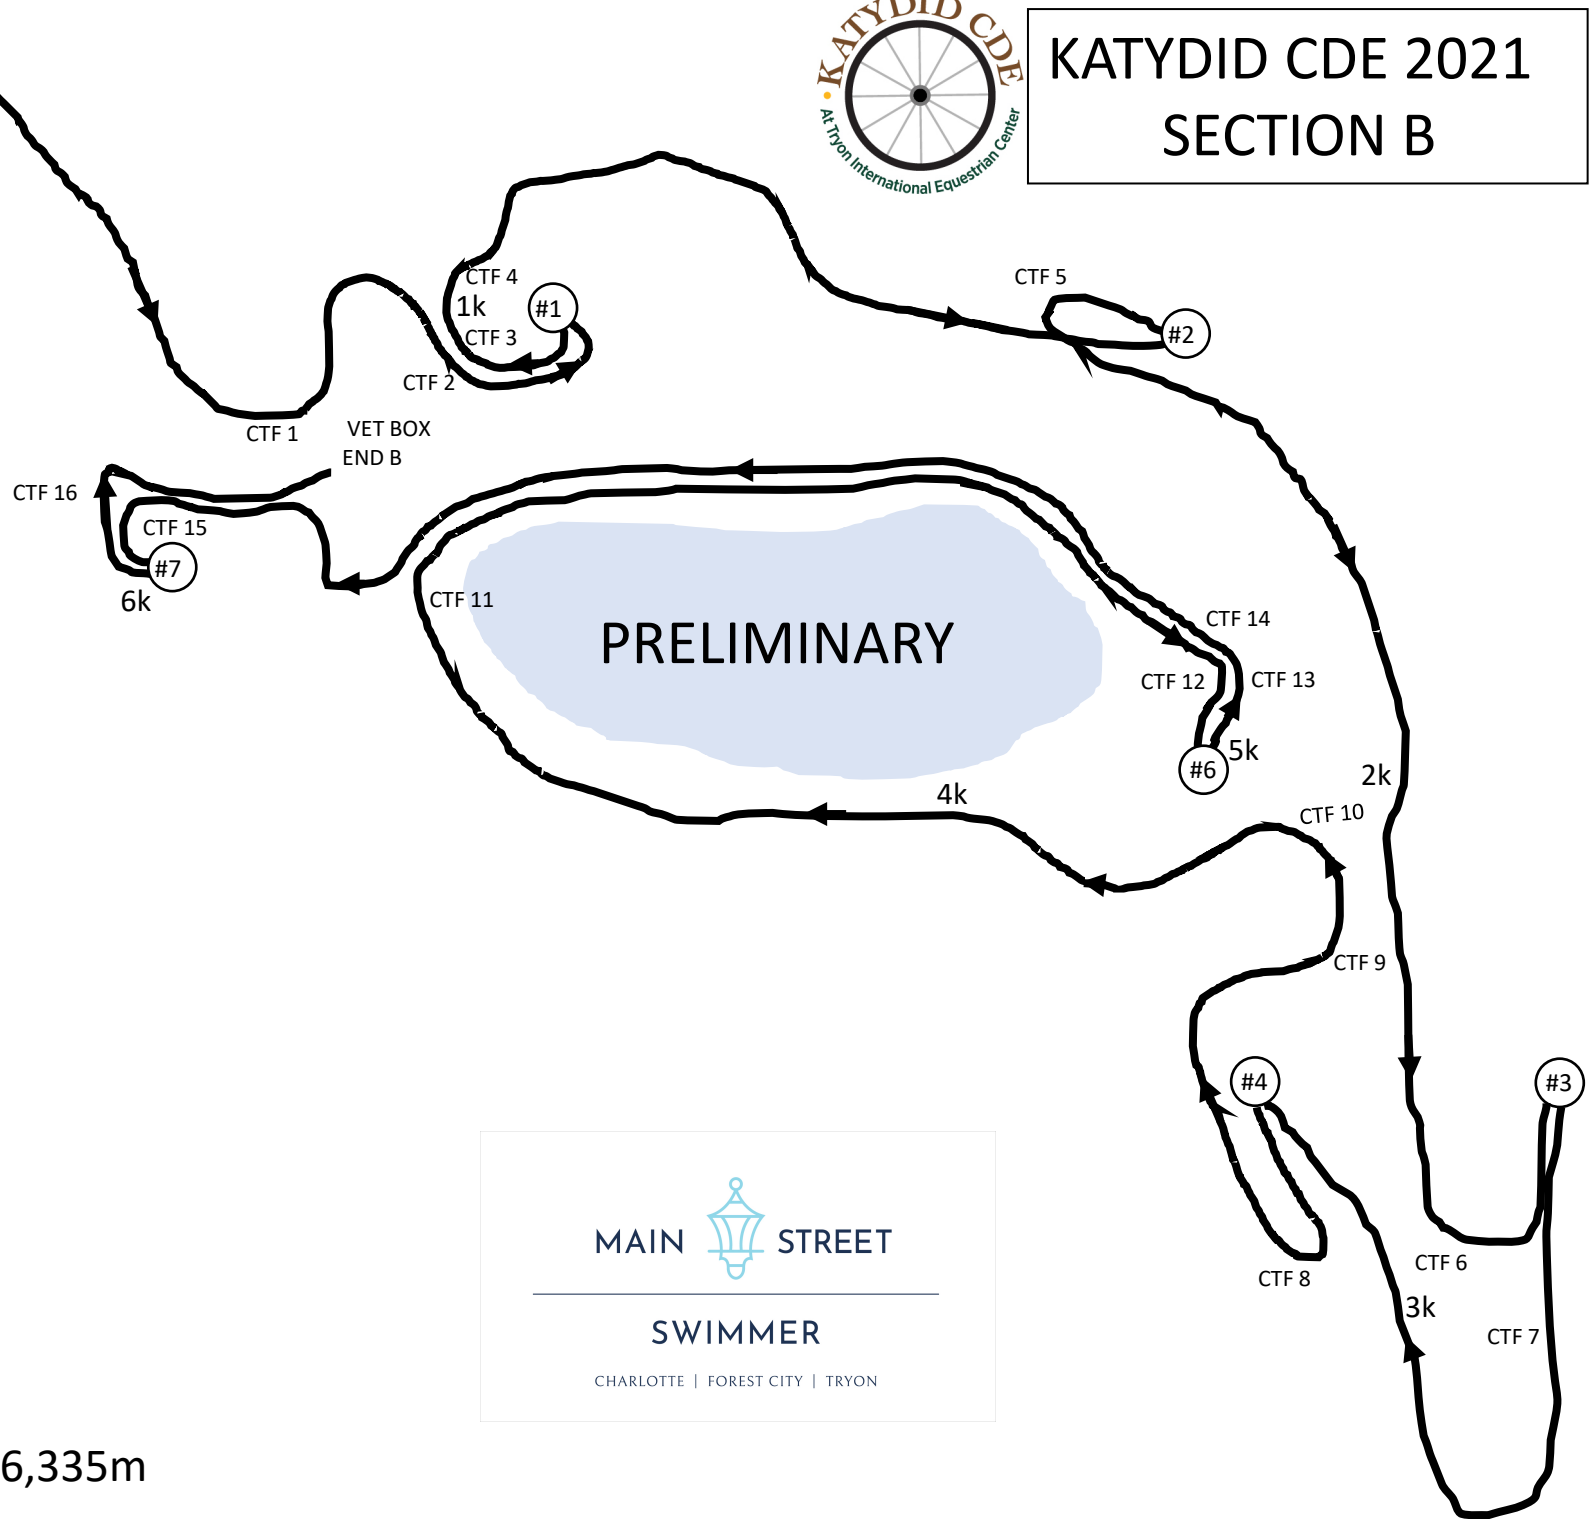 KATYDID CDE
At Tryon International Equestrian Center
KATYDID CDE 2021
SECTION B
CTF 4
1k
#1
CTF 3
CTF 2
CTF 5
#2
CTF 1
VET BOX
END B
CTF 16
CTF 15
#7
6k
CTF 11
PRELIMINARY
CTF 14
CTF 12
CTF 13
5k
#6
2k
4k
CTF 10
CTF 9
#4
#3
CTF 6
CTF 8
3k
CTF 7
MAIN STREET
SWIMMER
CHARLOTTE | FOREST CITY | TRYON
6,335m